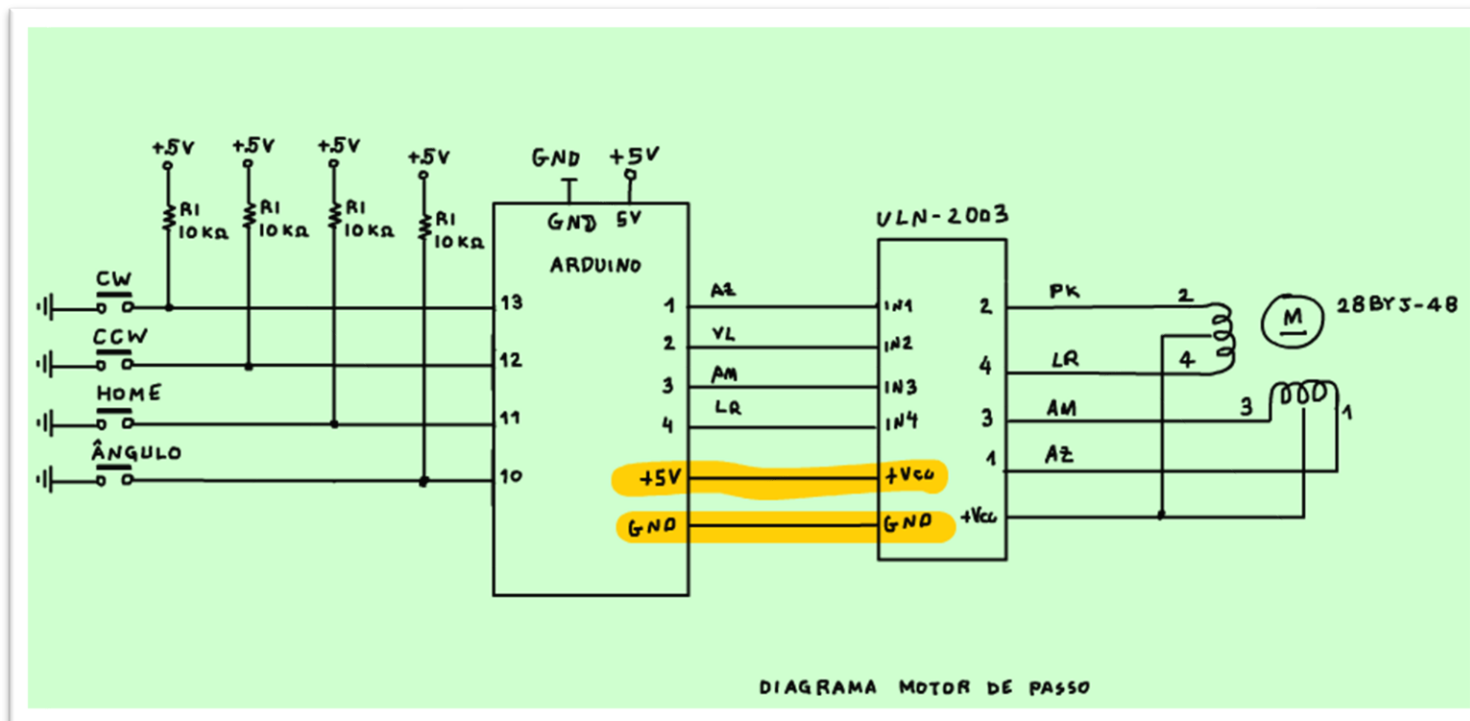 +5V
+5V
+5V
+5V
GND
+5V
R1
10KΩ
R1
10KΩ
R1
10KΩ
R1
10KΩ
GND
5V
ARDUINO
ULN-2003
CW
13
CCW
12
HOME
11
ÂNGULO
10
1
AZ
IN1
2
VL
IN2
3
AM
IN3
4
LR
IN4
+5V
+Vcc
GND
GND
2
PK
2
4
LR
4
3
AM
3
1
1
AZ
+Vcc
M
28BYJ-48
DIAGRAMA MOTOR DE PASSO